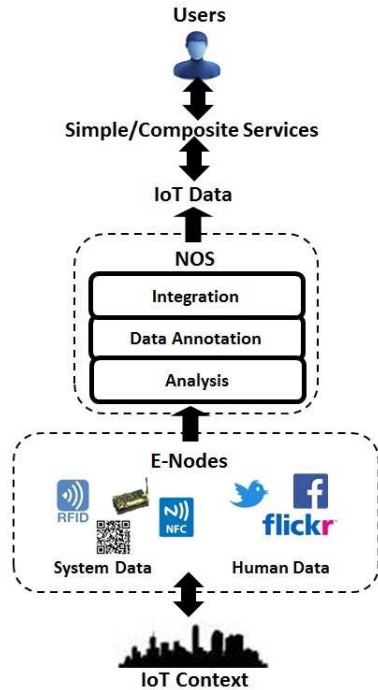 Users
Simple/Composite Services
IoT Data
NOS
Integration
Data Annotation
Analysis
E-Nodes
RFID
NFC
flickr
System Data
Human Data
IoT Context